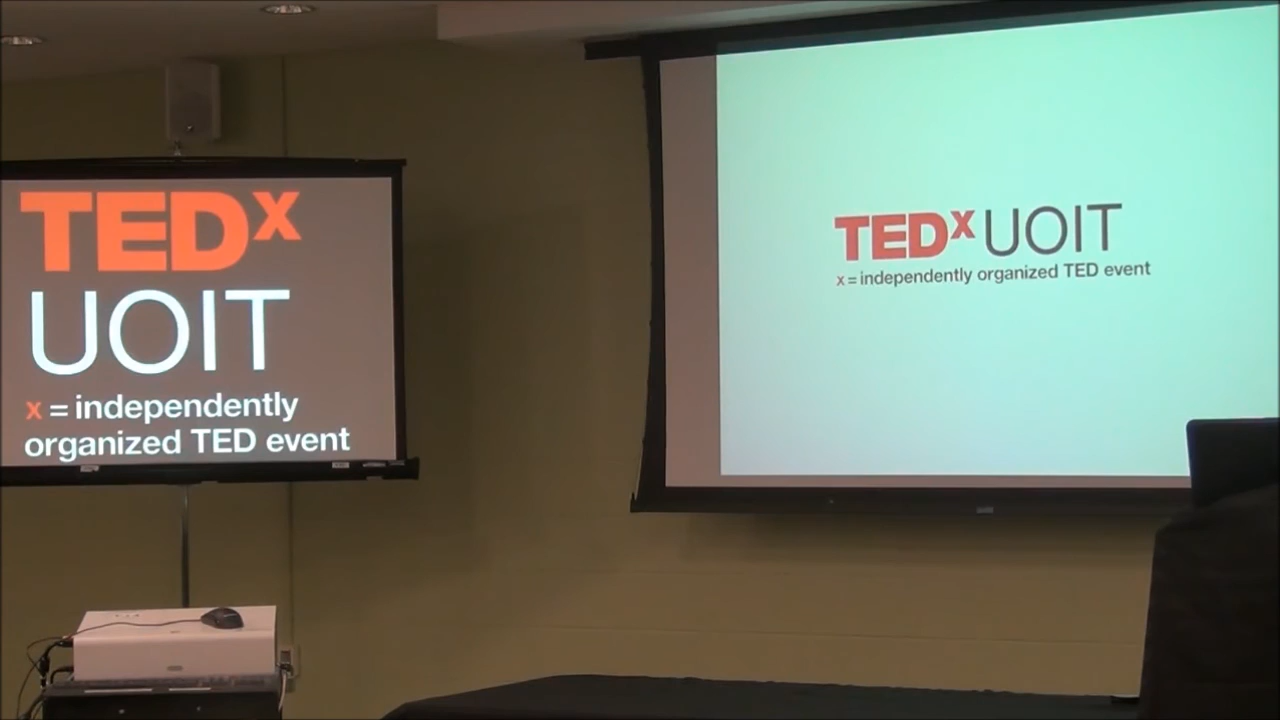 TEDx
UOIT
x = independently
organized TED event
TEDx UOIT
x = independently organized TED event